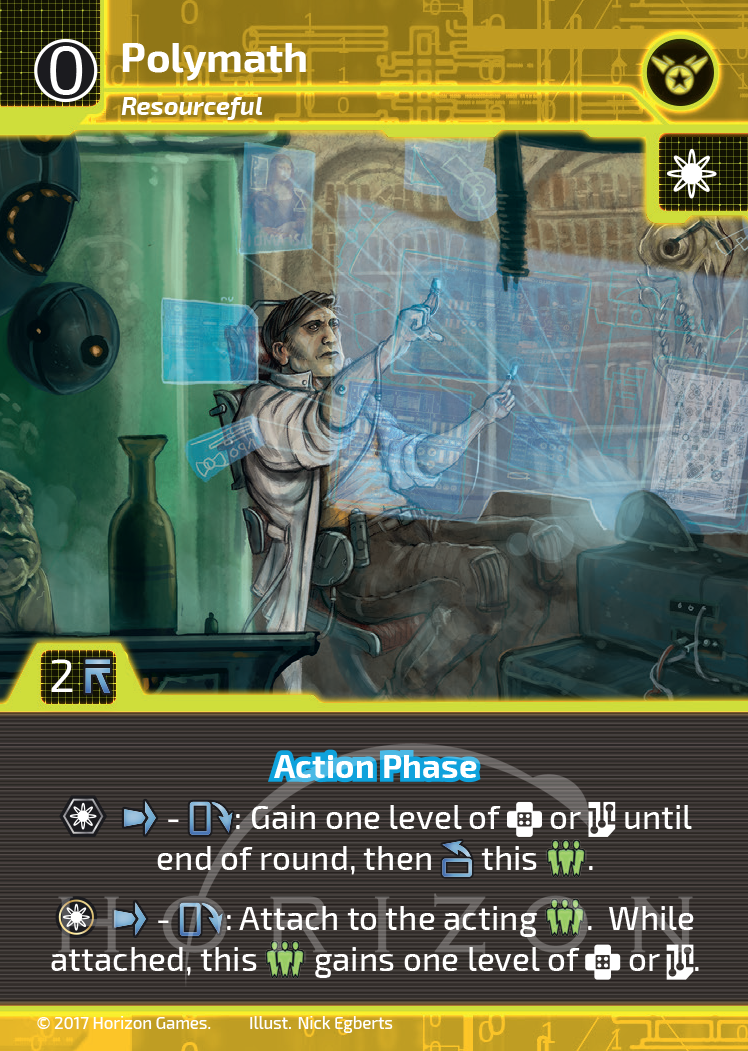 0
Polymath
Resourceful
2
Action Phase
- : Gain one level of or until
end of round, then this .
- : Attach to the acting . While
attached, this gains one level of or .
HORIZON
© 2017 Horizon Games. Illust. Nick Egberts